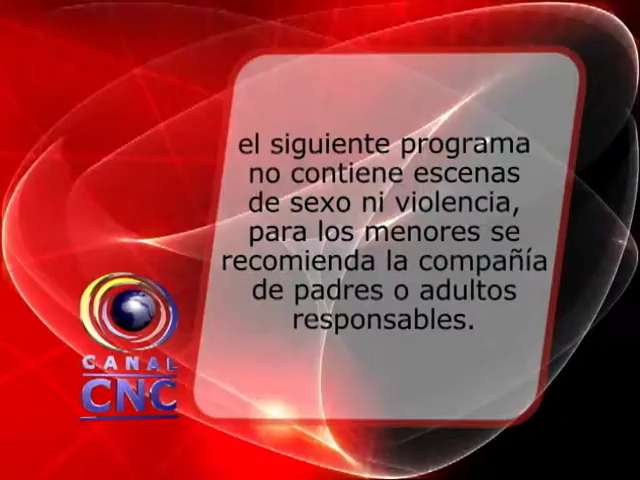 el siguiente programa
no contiene escenas
de sexo ni violencia,
para los menores se
recomienda la compañía
de padres o adultos
responsables.
CANAL
CNC